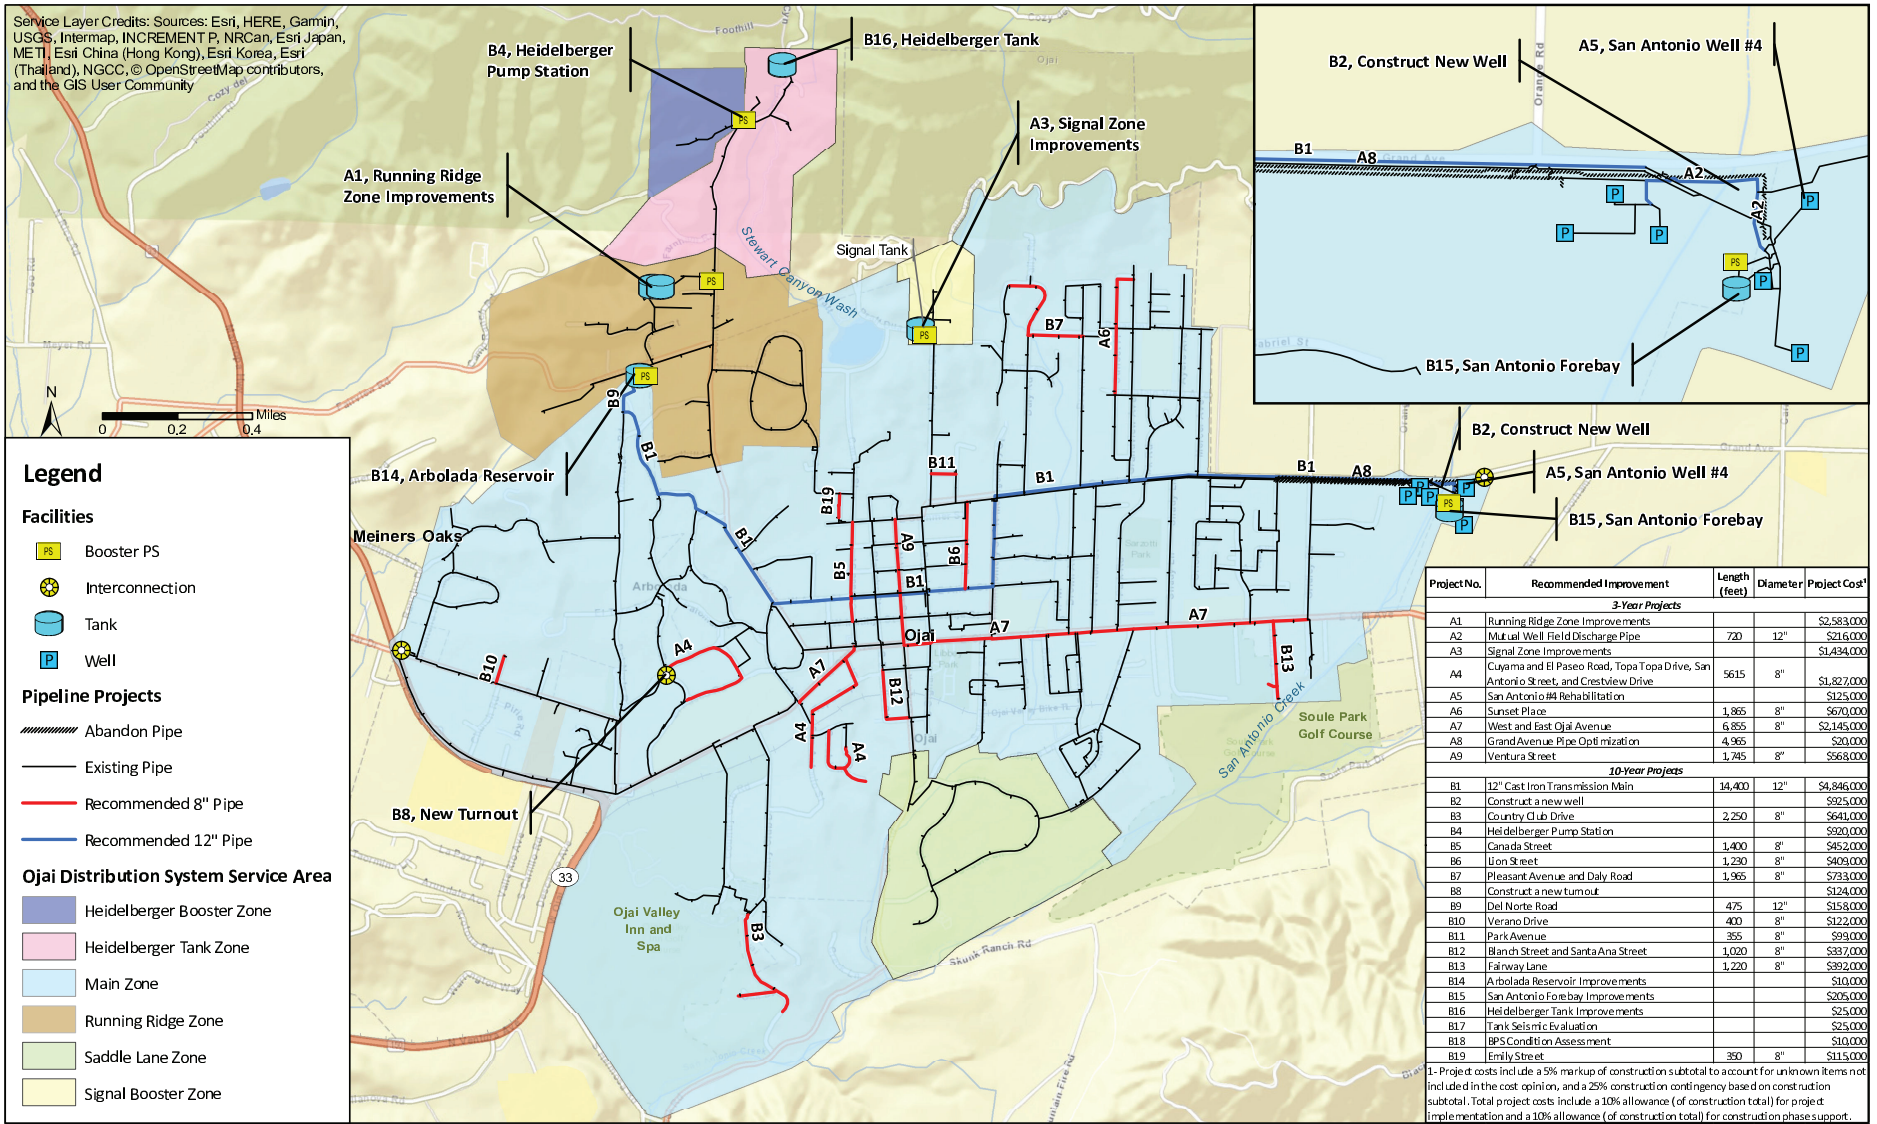 Service Layer Credits: Sources: Esri, HERE, Garmin,
USGS, Intermap, INCREMENT P, NRCan, Esri Japan,
METI, Esri China (Hong Kong), Esri Korea, Esri
(Thailand), NGCC, © OpenStreetMap contributors,
and the GIS User Community
B4, Heidelberger
Pump Station
B16, Heidelberger Tank
A3, Signal Zone
Improvements
A1, Running Ridge
Zone Improvements
Signal Tank
Stewart Canyon Wash
Foothill
Ojai
B2, Construct New Well
A5, San Antonio Well #4
Orange Rd
B1
A8
Grand Ave
A2
A2
P
P
P
P
P
P
PS
B15, San Antonio Forebay
PS
PS
PS
PS
B7
A6
B9
B1
N
Miles
0
0.2
0.4
B14, Arbolada Reservoir
B11
B1
B1
A8
Grand Ave
B2, Construct New Well
A5, San Antonio Well #4
B15, San Antonio Forebay
P
P
P
P
P
PS
B19
B1
A9
B6
B5
B1
Meiners Oaks
Arbolada
Ojai
A7
A7
A4
B10
A7
B12
B13
A4
A4
Ojai
San Antonio Creek
Soule Park
Golf Course
B8, New Turnout
33
Ojai Valley
Inn and
Spa
B3
Skunk Ranch Rd
Meyer Rd
Legend
Facilities
PS Booster PS
Interconnection
Tank
P Well
Pipeline Projects
Abandon Pipe
Existing Pipe
Recommended 8" Pipe
Recommended 12" Pipe
Ojai Distribution System Service Area
Heidelberger Booster Zone
Heidelberger Tank Zone
Main Zone
Running Ridge Zone
Saddle Lane Zone
Signal Booster Zone
Project No. Recommended Improvement Length (feet) Diameter Project Cost¹
3-Year Projects
A1 Running Ridge Zone Improvements $2,583,000
A2 Mutual Well Field Discharge Pipe 720 12" $216,000
A3 Signal Zone Improvements $1,434,000
A4 Cuyama and El Paseo Road, Topa Topa Drive, San
Antonio Street, and Crestview Drive 5615 8" $1,827,000
A5 San Antonio #4 Rehabilitation $125,000
A6 Sunset Place 1,865 8" $670,000
A7 West and East Ojai Avenue 6,855 8" $2,145,000
A8 Grand Avenue Pipe Optimization 4,965 $20,000
A9 Ventura Street 1,745 8" $568,000
10-Year Projects
B1 12" Cast Iron Transmission Main 14,400 12" $4,846,000
B2 Construct a new well $925,000
B3 Country Club Drive 2,250 8" $641,000
B4 Heidelberger Pump Station $920,000
B5 Canada Street 1,400 8" $452,000
B6 Lion Street 1,230 8" $409,000
B7 Pleasant Avenue and Daly Road 1,965 8" $733,000
B8 Construct a new turnout $124,000
B9 Del Norte Road 475 12" $158,000
B10 Verano Drive 400 8" $122,000
B11 Park Avenue 355 8" $99,000
B12 Blanch Street and Santa Ana Street 1,020 8" $337,000
B13 Fairway Lane 1,220 8" $392,000
B14 Arbolada Reservoir Improvements $10,000
B15 San Antonio Forebay Improvements $205,000
B16 Heidelberger Tank Improvements $25,000
B17 Tank Seismic Evaluation $25,000
B18 BPS Condition Assessment $10,000
B19 Emily Street 350 8" $115,000
1- Project costs include a 5% markup of construction subtotal to account for unknown items not
included in the cost opinion, and a 25% construction contingency based on construction
subtotal. Total project costs include a 10% allowance (of construction total) for project
implementation and a 10% allowance (of construction total) for construction phase support.